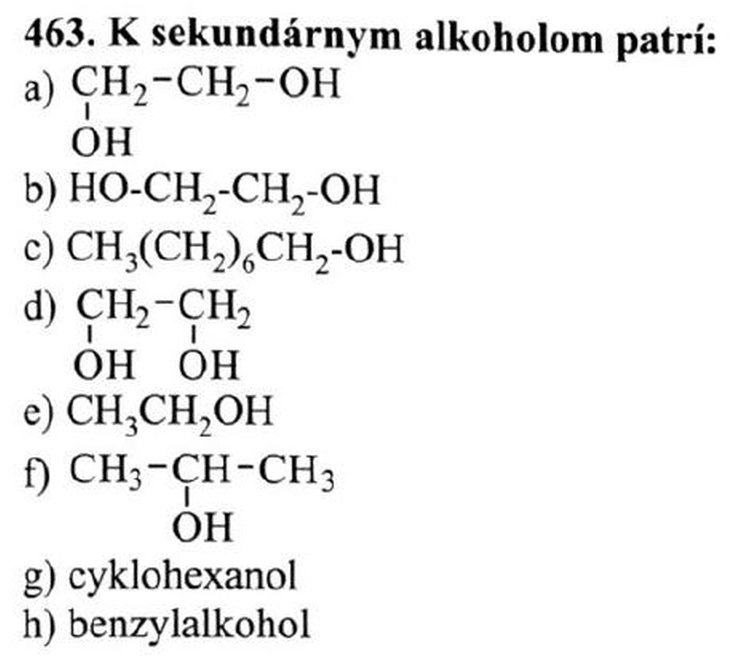 463. K sekundárnym alkoholom patrí:
a) CH₂-CH₂-OH
OH
b) HO-CH₂-CH₂-OH
c) CH₃(CH₂)₆CH₂-OH
d) CH₂-CH₂
OH OH
e) CH₃CH₂OH
f) CH₃-CH-CH₃
OH
g) cyklohexanol
h) benzylalkohol